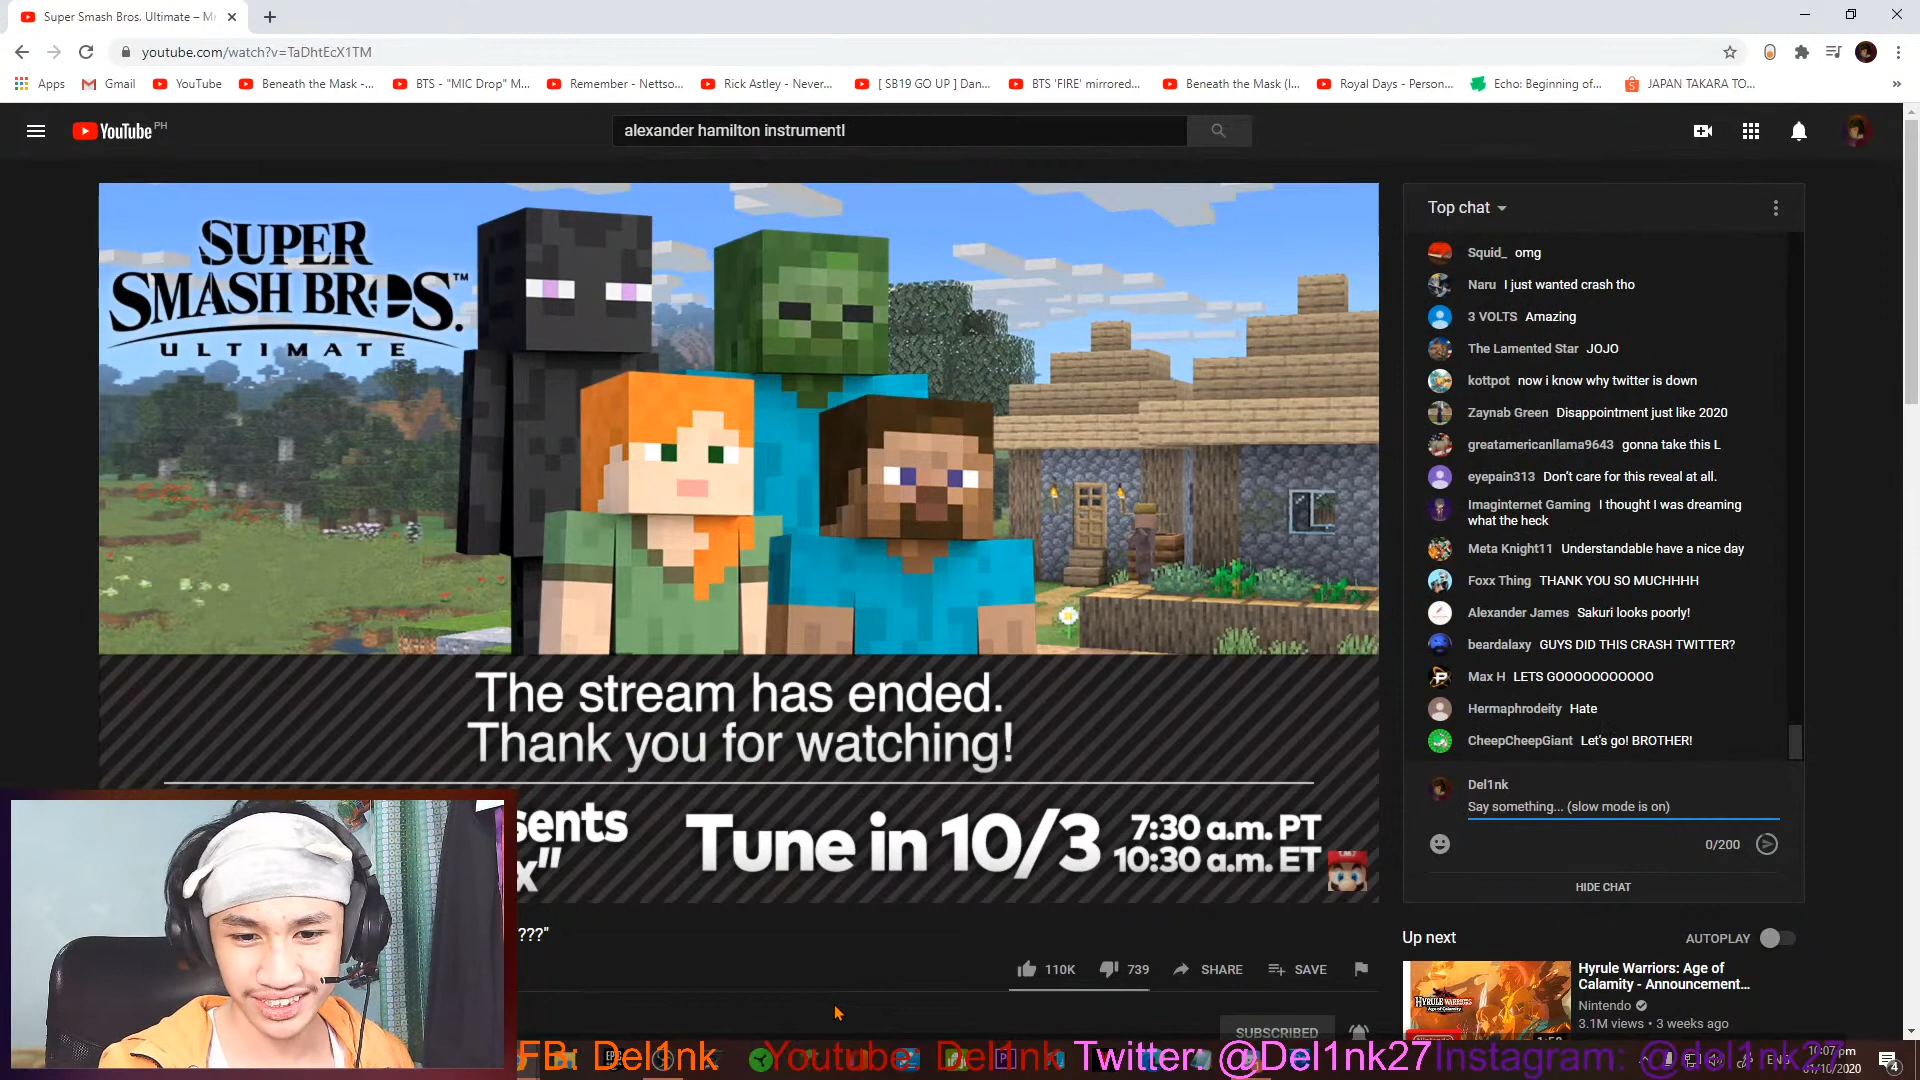 Super Smash Bros. Ultimate – M
youtube.com/watch?v=TaDhtEcX1TM
Apps
Gmail
YouTube
Beneath the Mask -...
BTS - "MIC Drop" M...
Remember - Nettso...
Rick Astley - Never...
[ SB19 GO UP ] Dan...
BTS 'FIRE' mirrored...
Beneath the Mask (I...
Royal Days - Person...
Echo: Beginning of...
JAPAN TAKARA TO...
YouTube PH
alexander hamilton instrumentl
SUPER
SMASH BROS.™
ULTIMATE
The stream has ended.
Thank you for watching!
sents
x"
Tune in 10/3
7:30 a.m. PT
10:30 a.m. ET
???"
110K
739
SHARE
SAVE
SUBSCRIBED
Top chat
Squid_ omg
Naru I just wanted crash tho
3 VOLTS Amazing
The Lamented Star JOJO
kottpot now i know why twitter is down
Zaynab Green Disappointment just like 2020
greatamericanllama9643 gonna take this L
eyepain313 Don't care for this reveal at all.
Imaginternet Gaming I thought I was dreaming
what the heck
Meta Knight11 Understandable have a nice day
Foxx Thing THANK YOU SO MUCHHHH
Alexander James Sakuri looks poorly!
beardalaxy GUYS DID THIS CRASH TWITTER?
Max H LETS GOOOOOOOOOOO
Hermaphrodeity Hate
CheepCheepGiant Let's go! BROTHER!
Del1nk
Say something... (slow mode is on)
0/200
HIDE CHAT
Up next
AUTOPLAY
Hyrule Warriors: Age of
Calamity - Announcement...
Nintendo
3.1M views • 3 weeks ago
FB: Del1nk Youtube: Del1nk Twitter: @Del1nk27 Instagram: @del1nk27
ENG
10:07 pm
01/10/2020
4